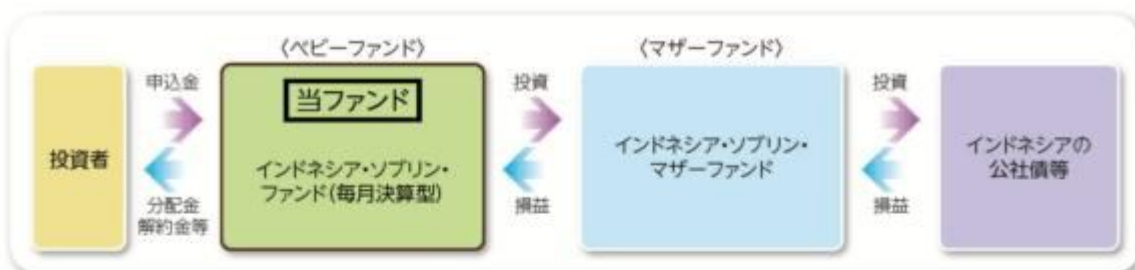 〈ベビーファンド〉
〈マザーファンド〉
投資者
申込金
分配金
解約金等
当ファンド
インドネシア・ソブリン・
ファンド(毎月決算型)
投資
損益
インドネシア・ソブリン・
マザーファンド
投資
損益
インドネシアの
公社債等